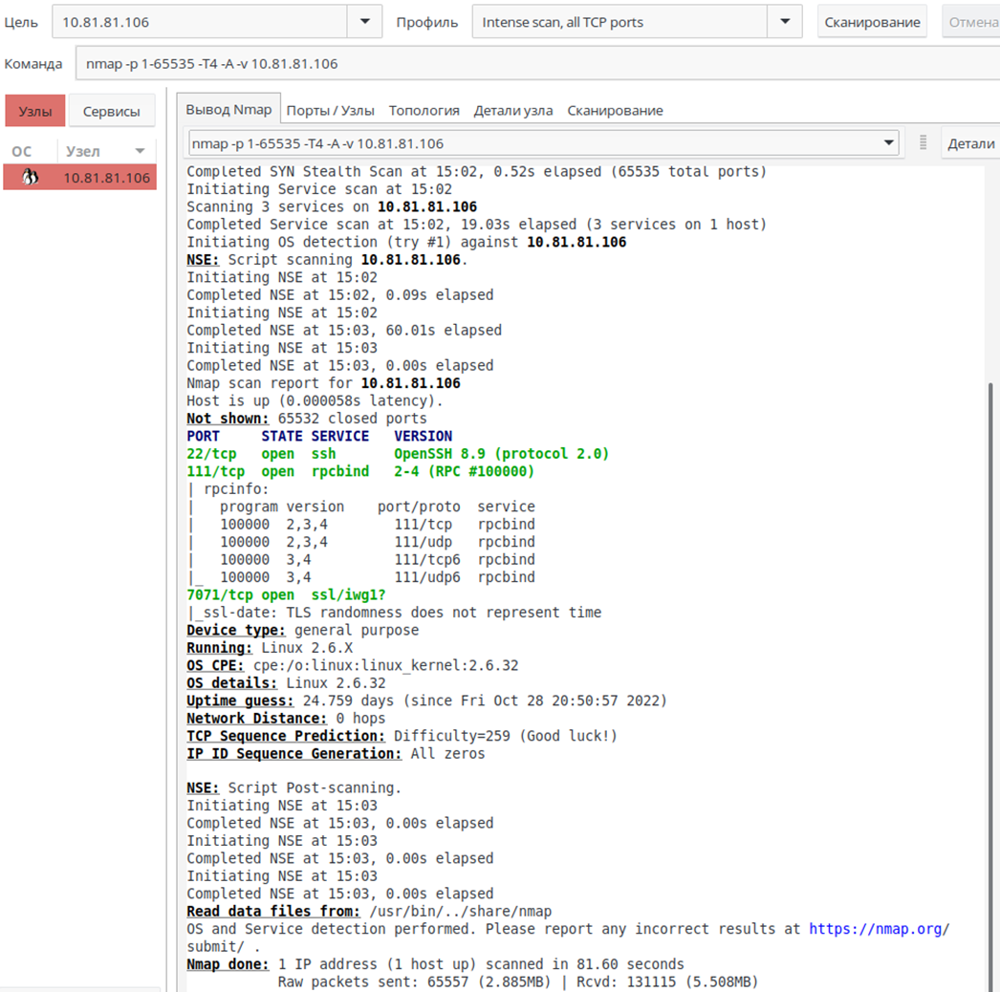 Цель 10.81.81.106 Профиль Intense scan, all TCP ports Сканирование Отмена
Команда nmap -p 1-65535 -T4 -A -v 10.81.81.106
Узлы Сервисы
ОС Узел
10.81.81.106
Вывод Nmap Порты / Узлы Топология Детали узла Сканирование
nmap -p 1-65535 -T4 -A -v 10.81.81.106 Детали
Completed SYN Stealth Scan at 15:02, 0.52s elapsed (65535 total ports)
Initiating Service scan at 15:02
Scanning 3 services on 10.81.81.106
Completed Service scan at 15:02, 19.03s elapsed (3 services on 1 host)
Initiating OS detection (try #1) against 10.81.81.106
NSE: Script scanning 10.81.81.106.
Initiating NSE at 15:02
Completed NSE at 15:02, 0.09s elapsed
Initiating NSE at 15:02
Completed NSE at 15:03, 60.01s elapsed
Initiating NSE at 15:03
Completed NSE at 15:03, 0.00s elapsed
Nmap scan report for 10.81.81.106
Host is up (0.000058s latency).
Not shown: 65532 closed ports
PORT     STATE SERVICE   VERSION
22/tcp   open  ssh       OpenSSH 8.9 (protocol 2.0)
111/tcp  open  rpcbind   2-4 (RPC #100000)
| rpcinfo:
|   program version    port/proto  service
|   100000  2,3,4        111/tcp   rpcbind
|   100000  2,3,4        111/udp   rpcbind
|   100000  3,4          111/tcp6  rpcbind
|_  100000  3,4          111/udp6  rpcbind
7071/tcp open  ssl/iwg1?
|_ssl-date: TLS randomness does not represent time
Device type: general purpose
Running: Linux 2.6.X
OS CPE: cpe:/o:linux:linux_kernel:2.6.32
OS details: Linux 2.6.32
Uptime guess: 24.759 days (since Fri Oct 28 20:50:57 2022)
Network Distance: 0 hops
TCP Sequence Prediction: Difficulty=259 (Good luck!)
IP ID Sequence Generation: All zeros
NSE: Script Post-scanning.
Initiating NSE at 15:03
Completed NSE at 15:03, 0.00s elapsed
Initiating NSE at 15:03
Completed NSE at 15:03, 0.00s elapsed
Initiating NSE at 15:03
Completed NSE at 15:03, 0.00s elapsed
Read data files from: /usr/bin/../share/nmap
OS and Service detection performed. Please report any incorrect results at https://nmap.org/
submit/ .
Nmap done: 1 IP address (1 host up) scanned in 81.60 seconds
Raw packets sent: 65557 (2.885MB) | Rcvd: 131115 (5.508MB)